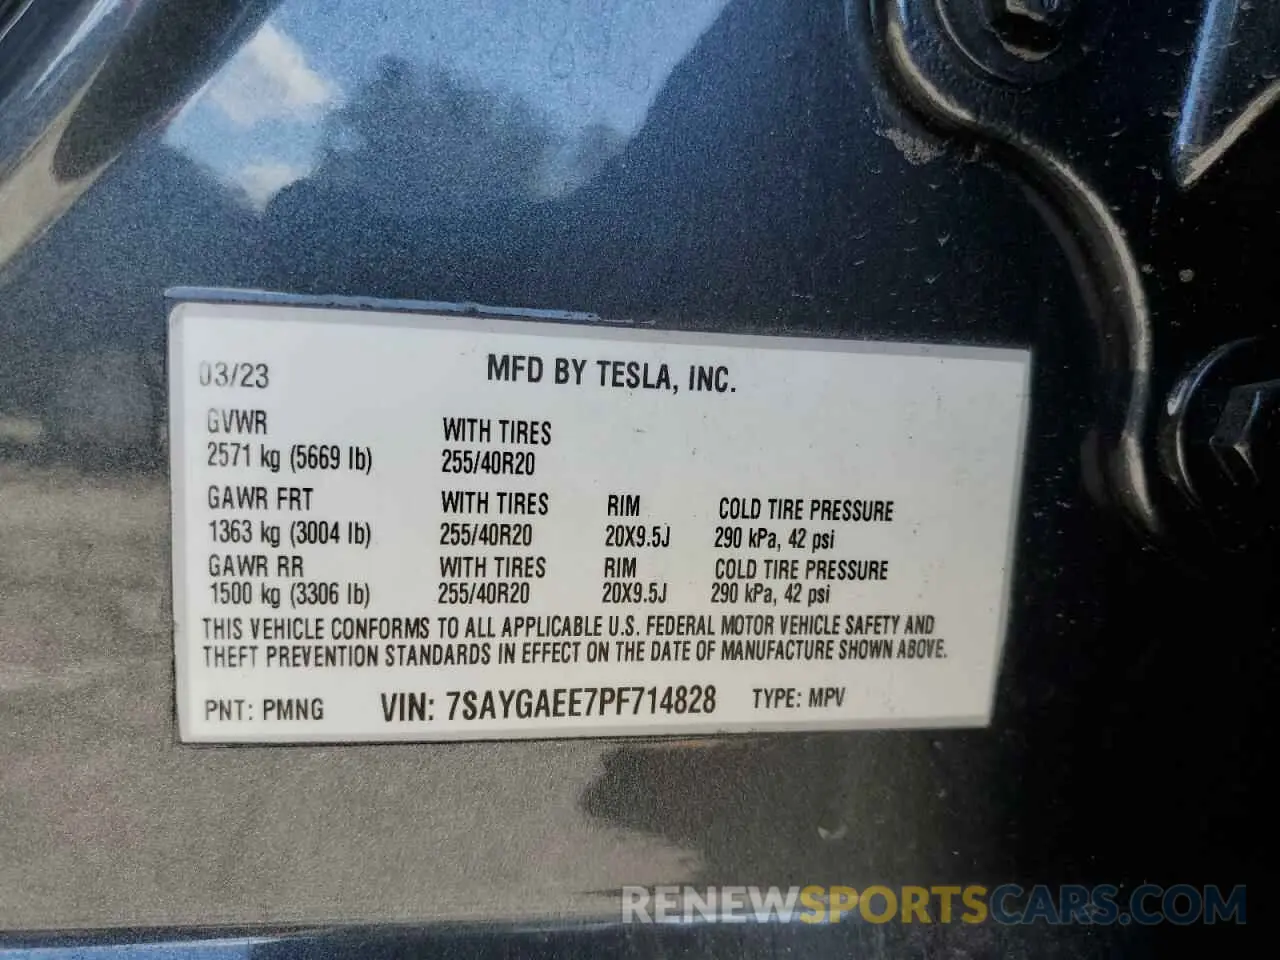 03/23 MFD BY TESLA, INC.
GVWR WITH TIRES
2571 kg (5669 lb) 255/40R20
GAWR FRT WITH TIRES RIM COLD TIRE PRESSURE
1363 kg (3004 lb) 255/40R20 20X9.5J 290 kPa, 42 psi
GAWR RR WITH TIRES RIM COLD TIRE PRESSURE
1500 kg (3306 lb) 255/40R20 20X9.5J 290 kPa, 42 psi
THIS VEHICLE CONFORMS TO ALL APPLICABLE U.S. FEDERAL MOTOR VEHICLE SAFETY AND
THEFT PREVENTION STANDARDS IN EFFECT ON THE DATE OF MANUFACTURE SHOWN ABOVE.
PNT: PMNG VIN: 7SAYGAEE7PF714828 TYPE: MPV
RENEWSPORTSCARS.COM